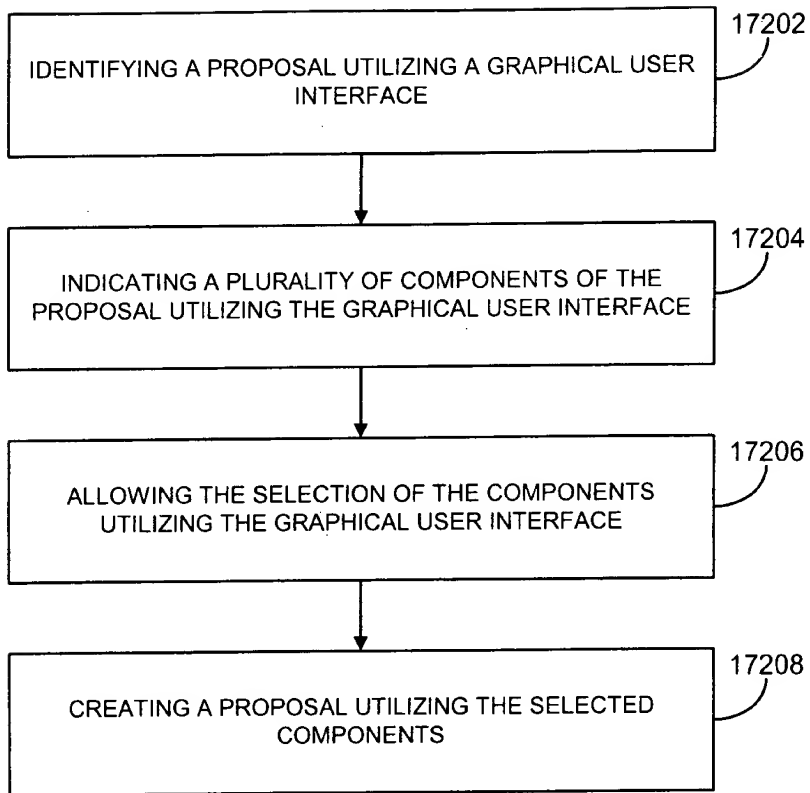 17202
IDENTIFYING A PROPOSAL UTILIZING A GRAPHICAL USER
INTERFACE
17204
INDICATING A PLURALITY OF COMPONENTS OF THE
PROPOSAL UTILIZING THE GRAPHICAL USER INTERFACE
17206
ALLOWING THE SELECTION OF THE COMPONENTS
UTILIZING THE GRAPHICAL USER INTERFACE
17208
CREATING A PROPOSAL UTILIZING THE SELECTED
COMPONENTS